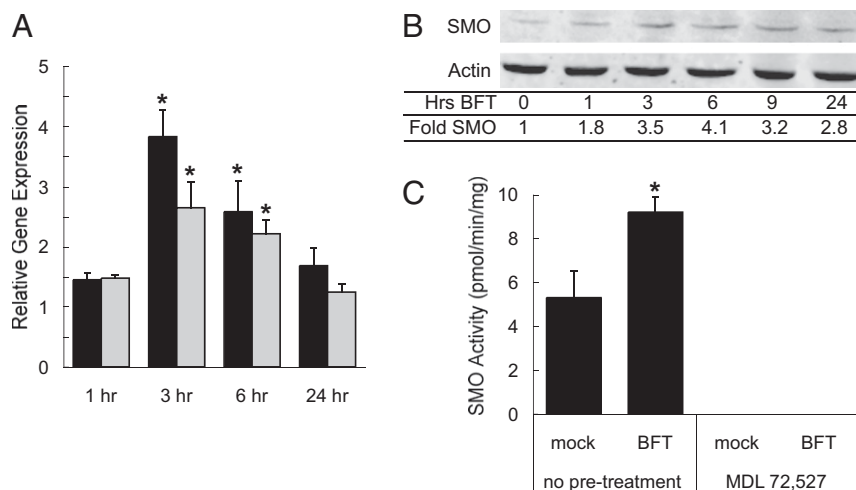 A
Relative Gene Expression
5
4
3
2
1
0
*
*
*
*
1 hr 3 hr 6 hr 24 hr
B
SMO
Actin
Hrs BFT 0 1 3 6 9 24
Fold SMO 1 1.8 3.5 4.1 3.2 2.8
C
SMO Activity (pmol/min/mg)
10
8
6
4
2
0
*
mock BFT mock BFT
no pre-treatment MDL 72,527